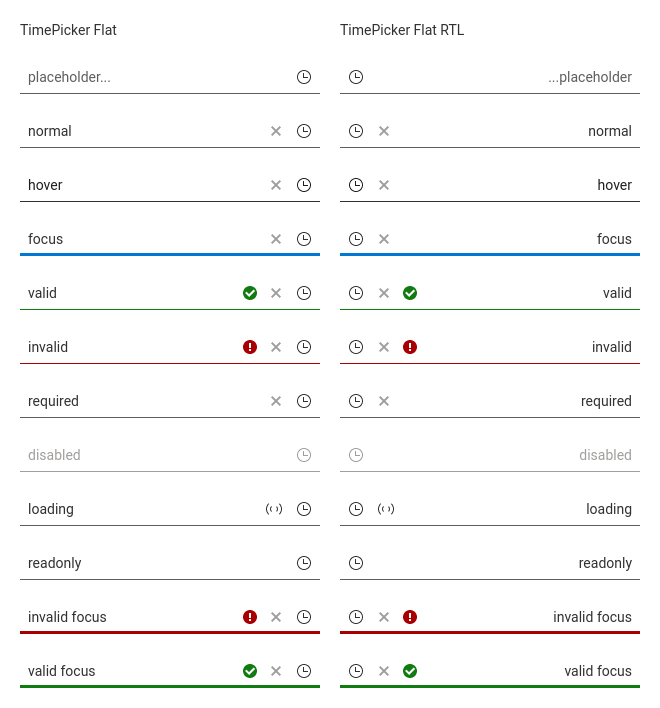 TimePicker Flat
placeholder...
normal
hover
focus
valid
invalid
required
disabled
loading
readonly
invalid focus
valid focus
TimePicker Flat RTL
...placeholder
normal
hover
focus
valid
invalid
required
disabled
loading
readonly
invalid focus
valid focus